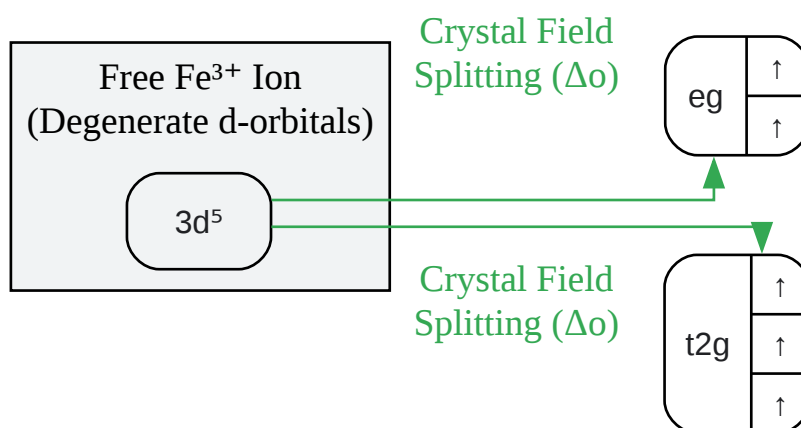 Crystal Field
Splitting (Δo)
Free Fe³⁺ Ion
(Degenerate d-orbitals)
3d⁵
eg
↑
↑
Crystal Field
Splitting (Δo)
t2g
↑
↑
↑